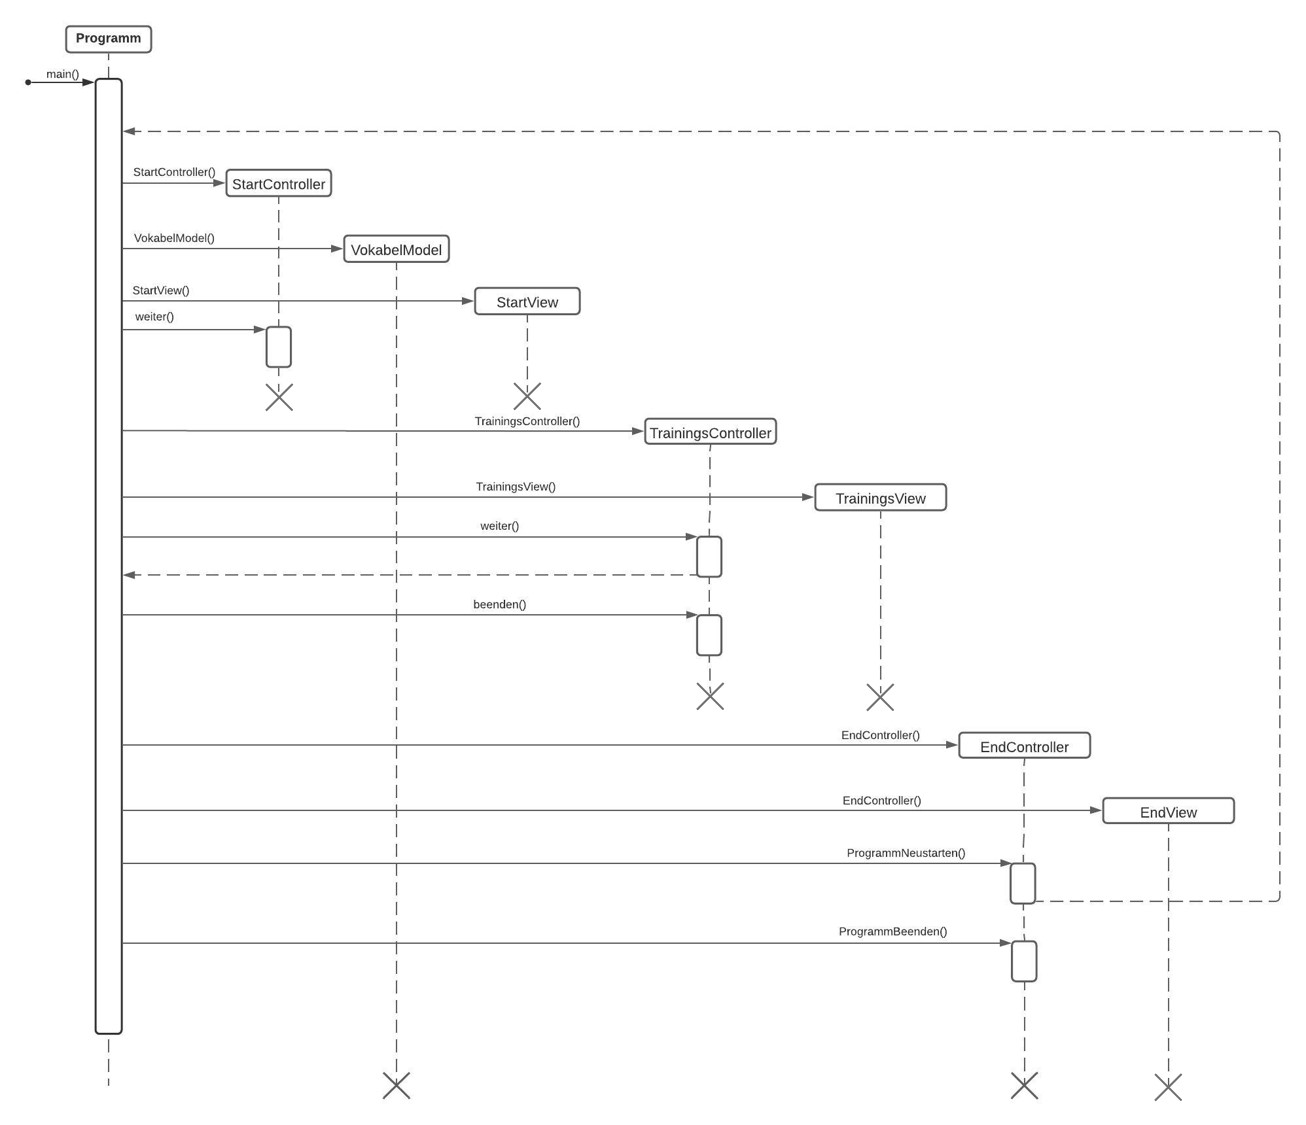 Programm
main()
StartController()
StartController
VokabelModel()
VokabelModel
StartView()
StartView
weiter()
TrainingsController()
TrainingsController
TrainingsView()
TrainingsView
weiter()
beenden()
EndController()
EndController
EndController()
EndView
ProgrammNeustarten()
ProgrammBeenden()